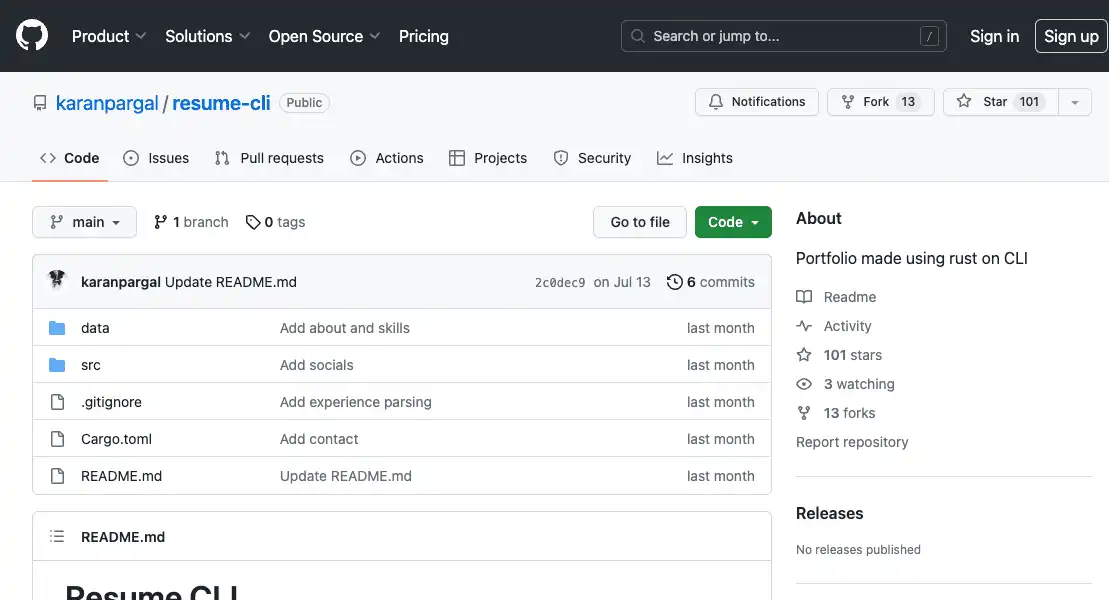 Product Solutions Open Source Pricing Search or jump to... / Sign in Sign up
karanpargal / resume-cli Public Notifications Fork 13 Star 101
Code Issues Pull requests Actions Projects Security Insights
main 1 branch 0 tags Go to file Code
karanpargal Update README.md 2c0dec9 on Jul 13 6 commits
data Add about and skills last month
src Add socials last month
.gitignore Add experience parsing last month
Cargo.toml Add contact last month
README.md Update README.md last month
README.md
Resume CLI
About
Portfolio made using rust on CLI
Readme
Activity
101 stars
3 watching
13 forks
Report repository
Releases
No releases published